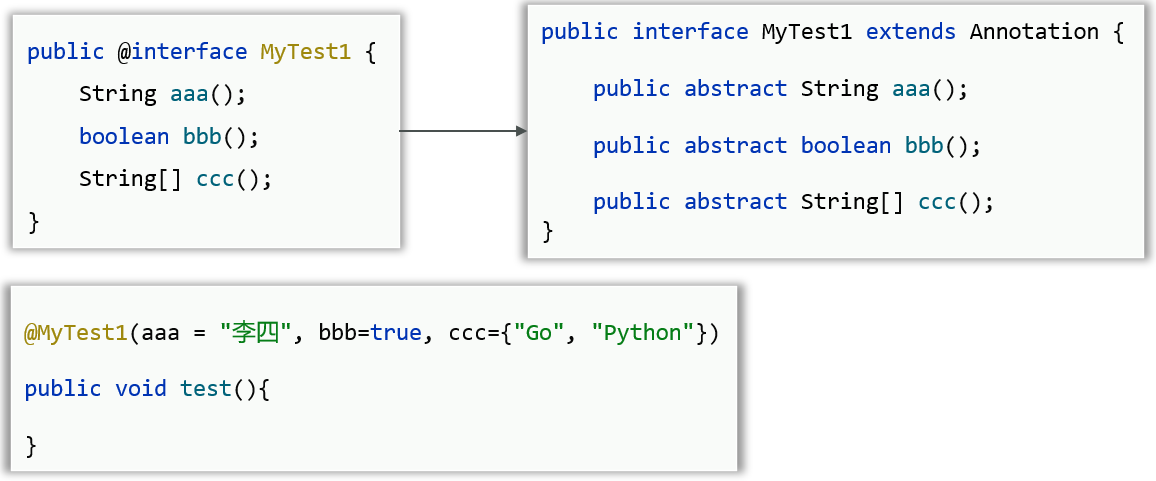 public @interface MyTest1 {
    String aaa();
    boolean bbb();
    String[] ccc();
}
public interface MyTest1 extends Annotation {
    public abstract String aaa();
    public abstract boolean bbb();
    public abstract String[] ccc();
}
@MyTest1(aaa = "李四", bbb=true, ccc={"Go", "Python"})
public void test(){
}